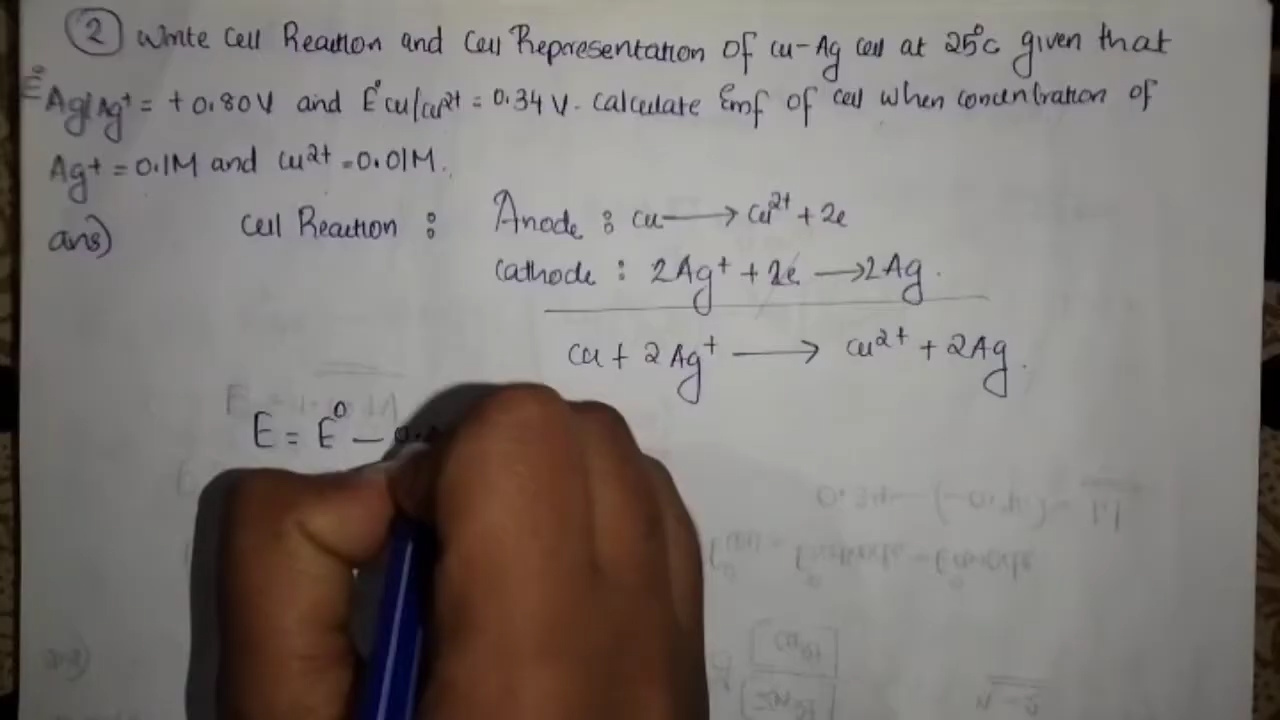 2 Write Cell Reaction and Cell Representation of cu-Ag cell at 25°c given that
E° Ag/Ag+ = +0.80V and E° cu/cu2+ = 0.34 V. calculate Emf of cell when concentration of
Ag+ = 0.1M and cu2+ = 0.01M.
ans) Cell Reaction : Anode : cu → cu2+ + 2e
cathode : 2Ag+ + 2e → 2Ag.
cu + 2Ag+ → cu2+ + 2Ag.
E = E° - 0.